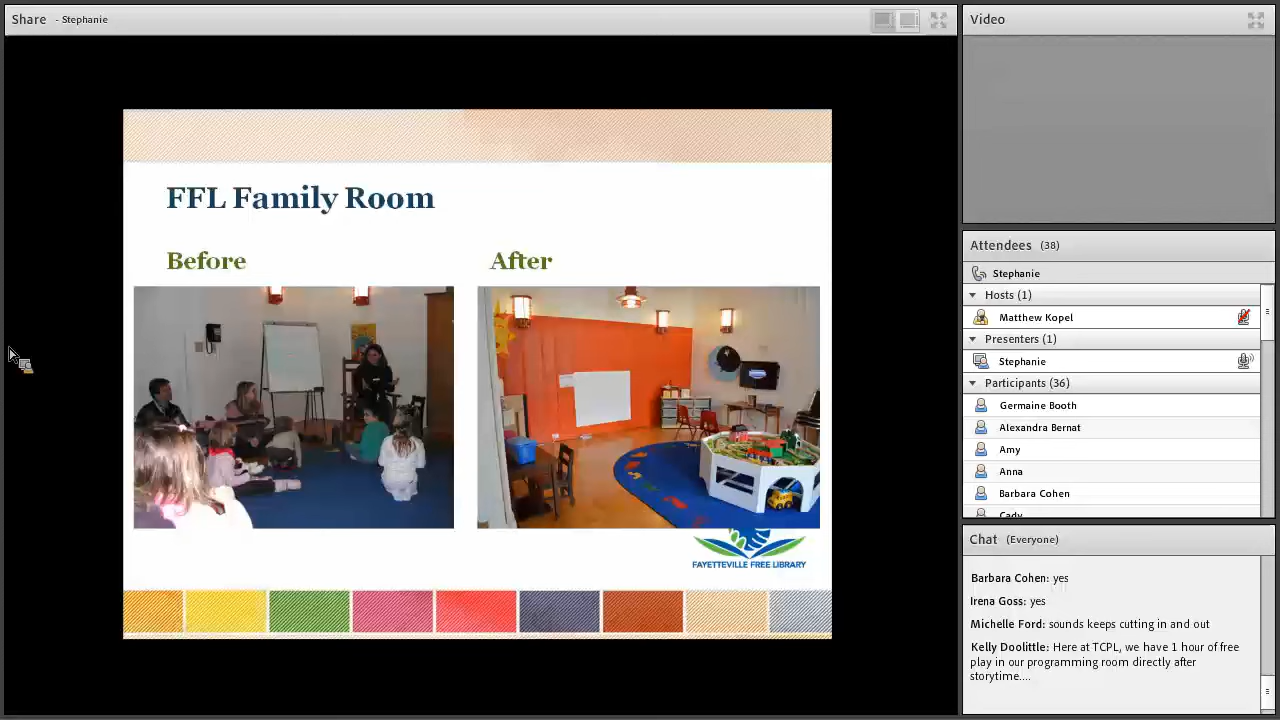 Share - Stephanie
Video
FFL Family Room
Before
After
FAYETTEVILLE FREE LIBRARY
Attendees (38)
Stephanie
Hosts (1)
Matthew Kopel
Presenters (1)
Stephanie
Participants (36)
Germaine Booth
Alexandra Bernat
Amy
Anna
Barbara Cohen
Cady
Chat (Everyone)
Barbara Cohen: yes
Irena Goss: yes
Michelle Ford: sounds keeps cutting in and out
Kelly Doolittle: Here at TCPL, we have 1 hour of free
play in our programming room directly after
storytime....